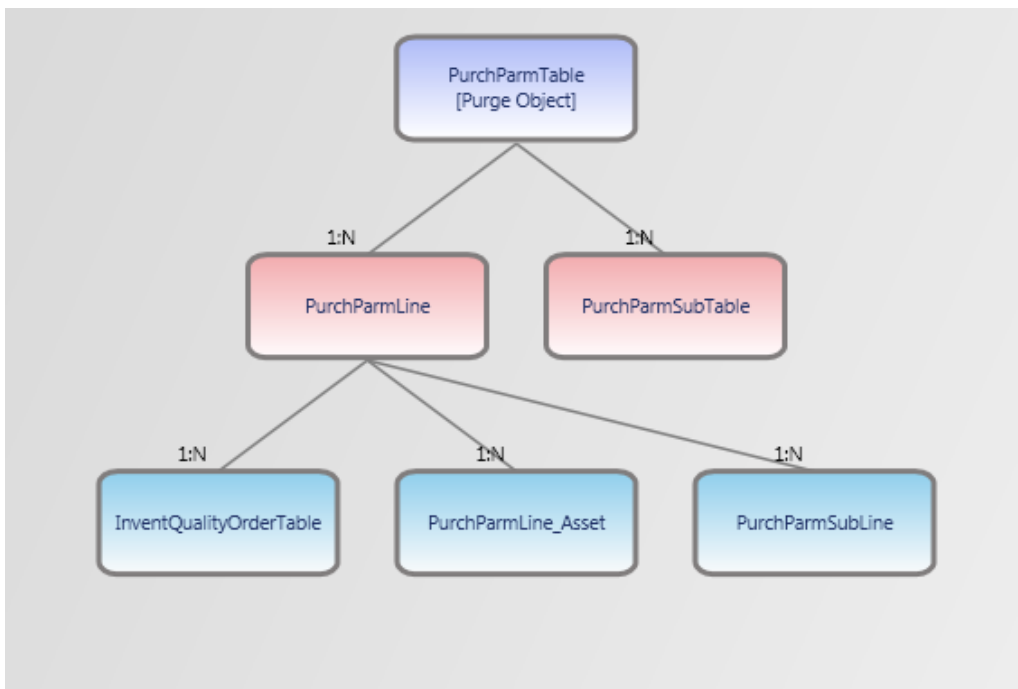 PurchParmTable
[Purge Object]
1:N
1:N
PurchParmLine
PurchParmSubTable
1:N
1:N
1:N
InventQualityOrderTable
PurchParmLine_Asset
PurchParmSubLine